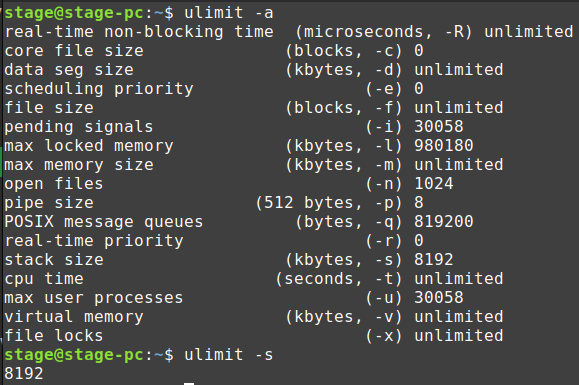 stage@stage-pc:~$ ulimit -a
real-time non-blocking time  (microseconds, -R) unlimited
core file size              (blocks, -c) 0
data seg size               (kbytes, -d) unlimited
scheduling priority                 (-e) 0
file size                   (blocks, -f) unlimited
pending signals                     (-i) 30058
max locked memory           (kbytes, -l) 980180
max memory size             (kbytes, -m) unlimited
open files                          (-n) 1024
pipe size                (512 bytes, -p) 8
POSIX message queues         (bytes, -q) 819200
real-time priority                  (-r) 0
stack size                  (kbytes, -s) 8192
cpu time                   (seconds, -t) unlimited
max user processes                  (-u) 30058
virtual memory              (kbytes, -v) unlimited
file locks                          (-x) unlimited
stage@stage-pc:~$ ulimit -s
8192